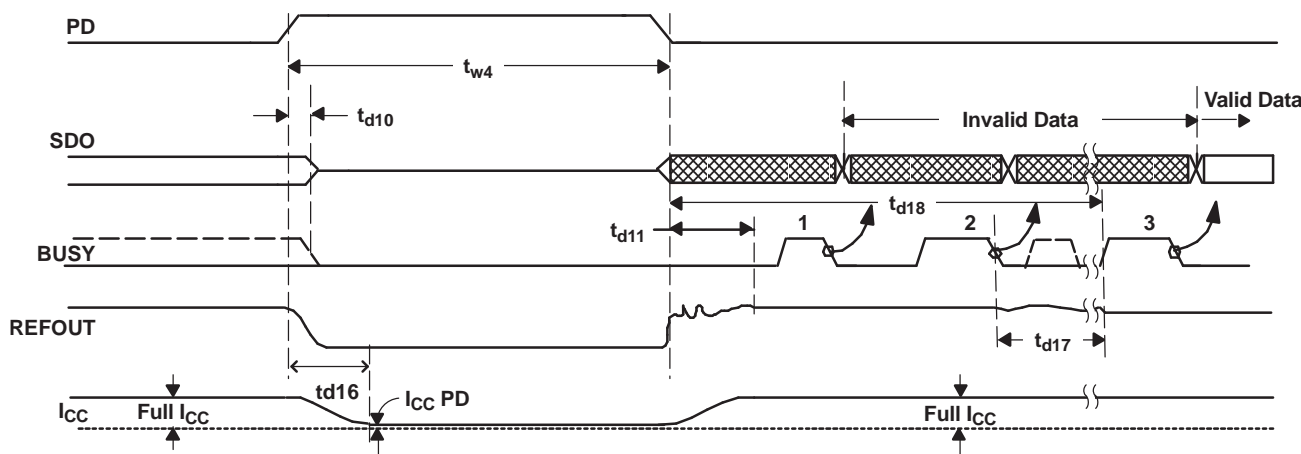 PD
tw4
td10
Valid Data
Invalid Data
SDO
td18
td11
1
2
3
BUSY
REFOUT
td17
td16
ICC PD
ICC
Full ICC
Full ICC